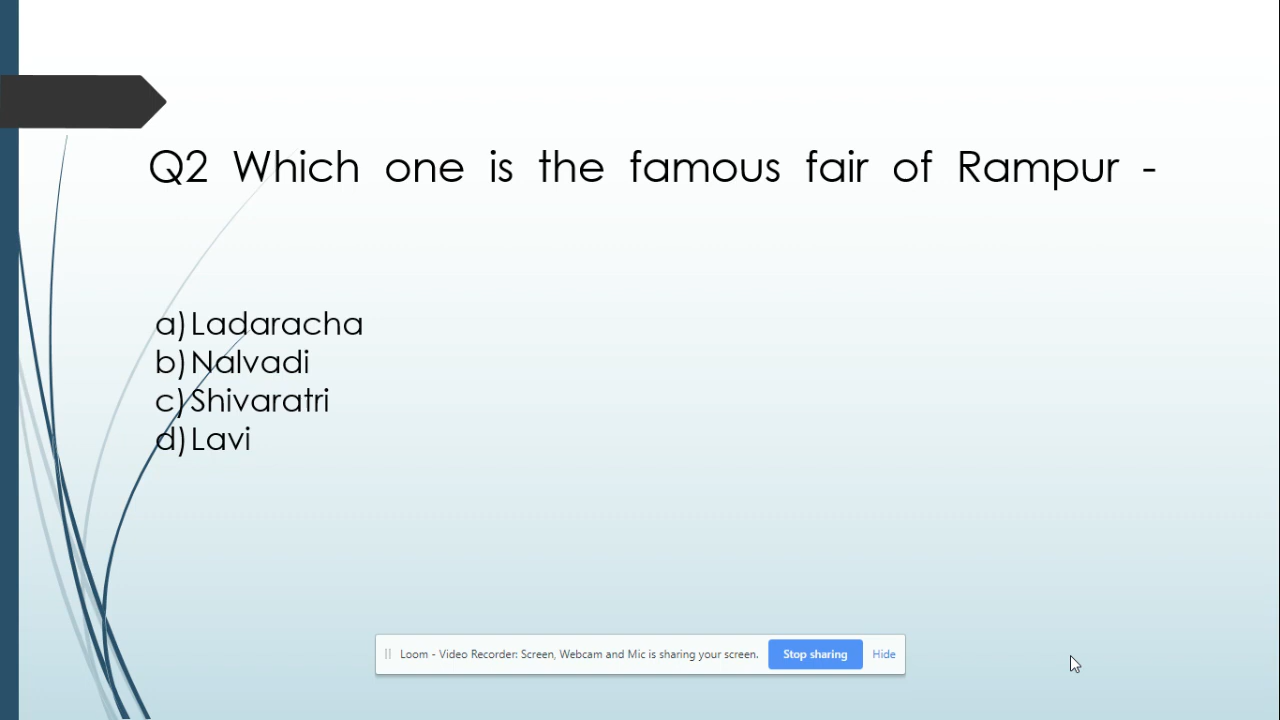 Q2 Which one is the famous fair of Rampur -
a) Ladaracha
b) Nalvadi
c) Shivaratri
d) Lavi
Loom - Video Recorder: Screen, Webcam and Mic is sharing your screen. Stop sharing Hide